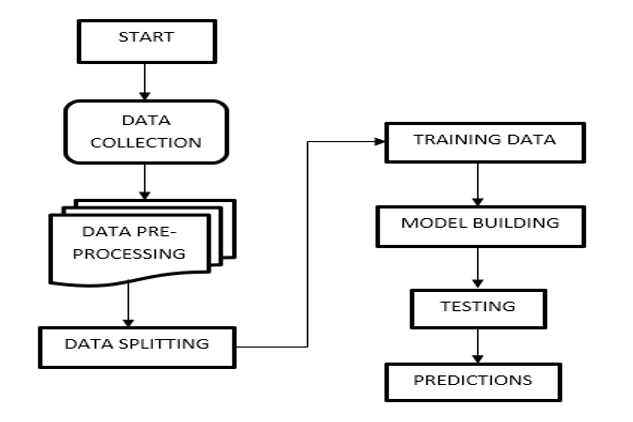 START
DATA
COLLECTION
DATA PRE-
PROCESSING
DATA SPLITTING
TRAINING DATA
MODEL BUILDING
TESTING
PREDICTIONS